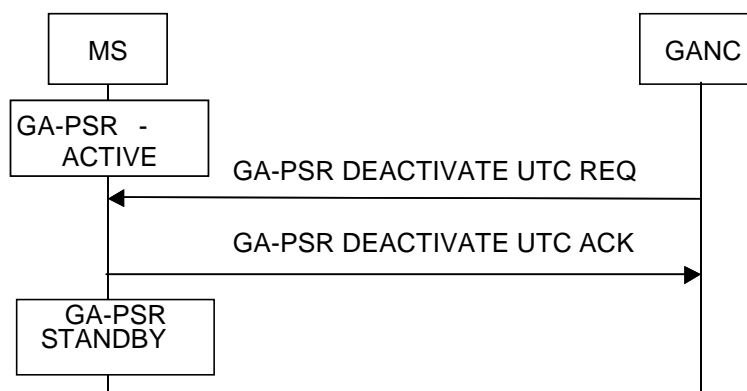 MS
GANC
GA-PSR -
ACTIVE
GA-PSR DEACTIVATE UTC REQ
GA-PSR DEACTIVATE UTC ACK
GA-PSR
STANDBY